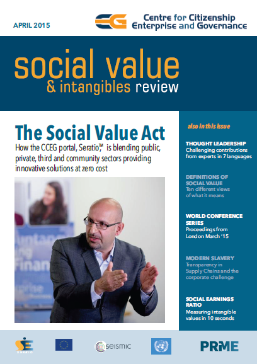 APRIL 2015
Centre for Citizenship
Enterprise and Governance
social value
& intangibles review
The Social Value Act
How the CCEG portal, Seratio,® is blending public,
private, third and community sectors providing
innovative solutions at zero cost
also in this issue
THOUGHT LEADERSHIP
Challenging contributions
from experts in 7 languages
DEFINITIONS OF
SOCIAL VALUE
Ten different views
of what it means
WORLD CONFERENCE
SERIES
Proceedings from
London March '15
MODERN SLAVERY
Transparency in
Supply Chains and the
corporate challenge
SOCIAL EARNINGS
RATIO
Measuring intangible
values in 10 seconds
SEISMIC
PRME